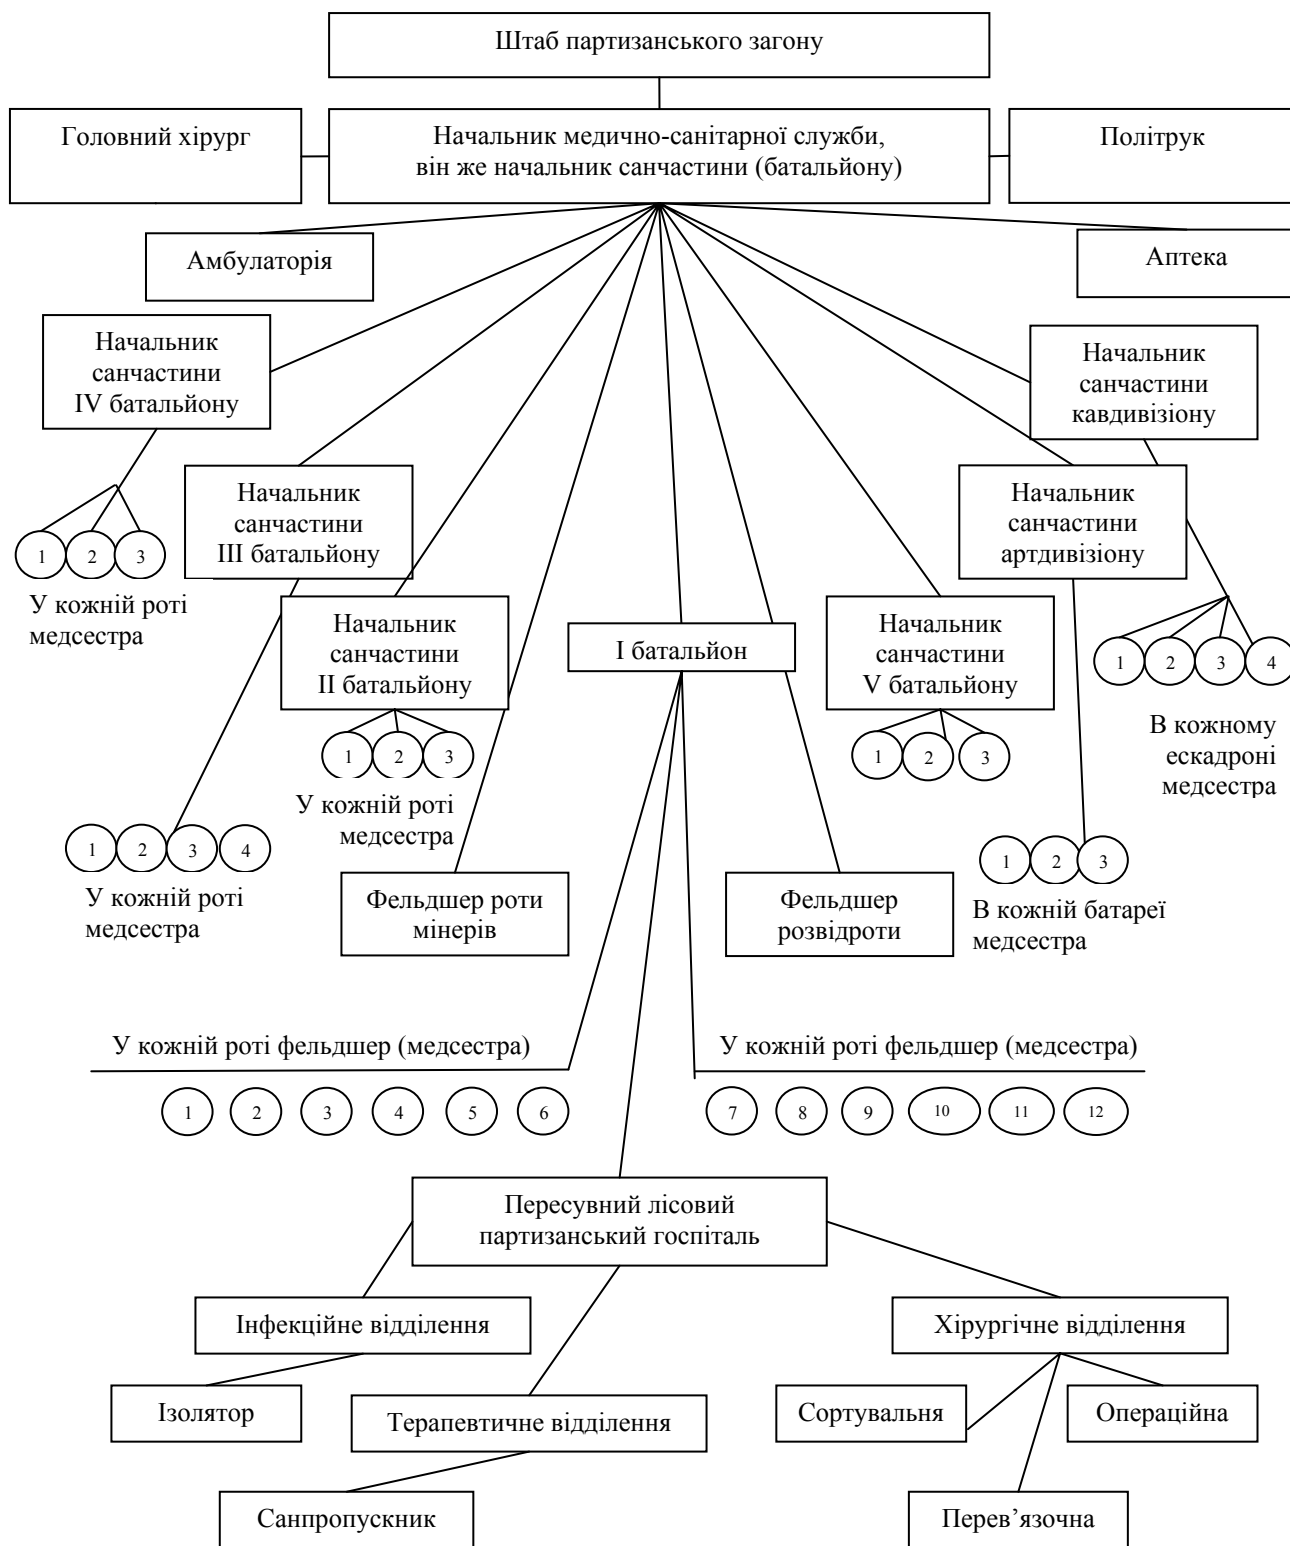 Штаб партизанського загону
Головний хірург
Начальник медично-санітарної служби,
він же начальник санчастини (батальйону)
Політрук
Амбулаторія
Аптека
Начальник
санчастини
IV батальйону
Начальник
санчастини
кавдивізіону
Начальник
санчастини
III батальйону
Начальник
санчастини
артдивізіону
1 2 3
У кожній роті
медсестра
Начальник
санчастини
II батальйону
І батальйон
Начальник
санчастини
V батальйону
1 2 3 4
В кожному
ескадроні
медсестра
1 2 3
У кожній роті
медсестра
1 2 3
1 2 3 4
У кожній роті
медсестра
1 2 3
В кожній батареї
медсестра
Фельдшер роти
мінерів
Фельдшер
розвідроти
У кожній роті фельдшер (медсестра)
1 2 3 4 5 6
У кожній роті фельдшер (медсестра)
7 8 9 10 11 12
Пересувний лісовий
партизанський госпіталь
Інфекційне відділення
Хірургічне відділення
Ізолятор
Терапевтичне відділення
Сортувальня
Операційна
Санпропускник
Перев’язочна